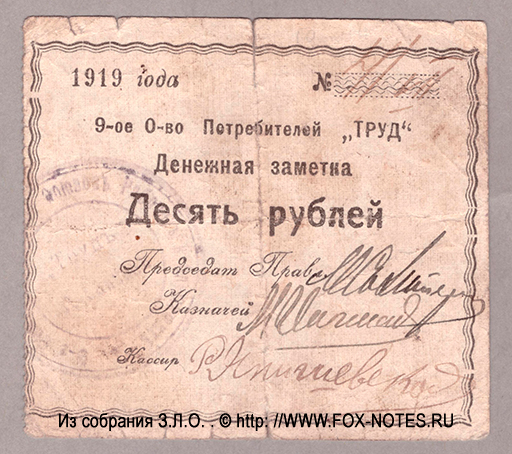 1919 года №
9-ое О-во Потребителей „ТРУД“
Денежная заметка
Десять рублей
Председат Правл
Казначей
Кассир
Из собрания З.Л.О. . © http: //WWW.FOX-NOTES.RU